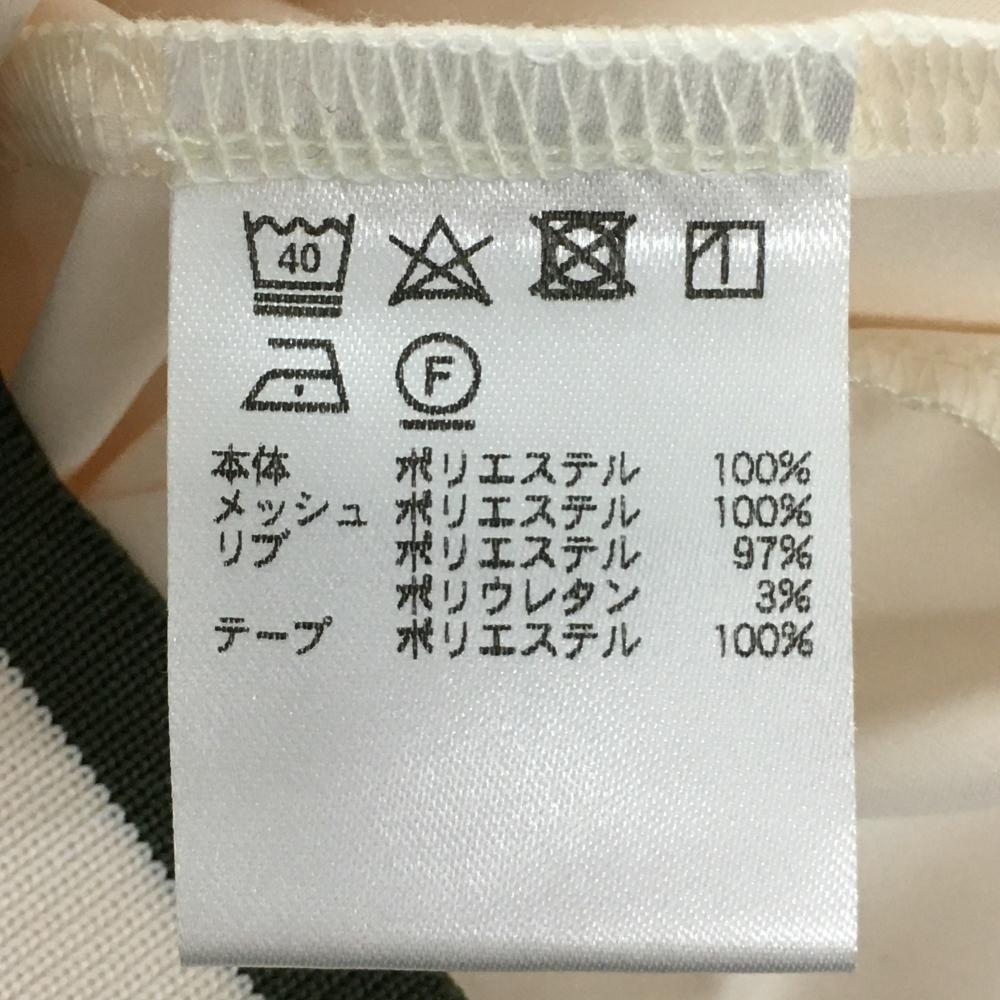 40
F
本体 ポリエステル 100%
メッシュ ポリエステル 100%
リブ ポリエステル 97%
ポリウレタン 3%
テープ ポリエステル 100%